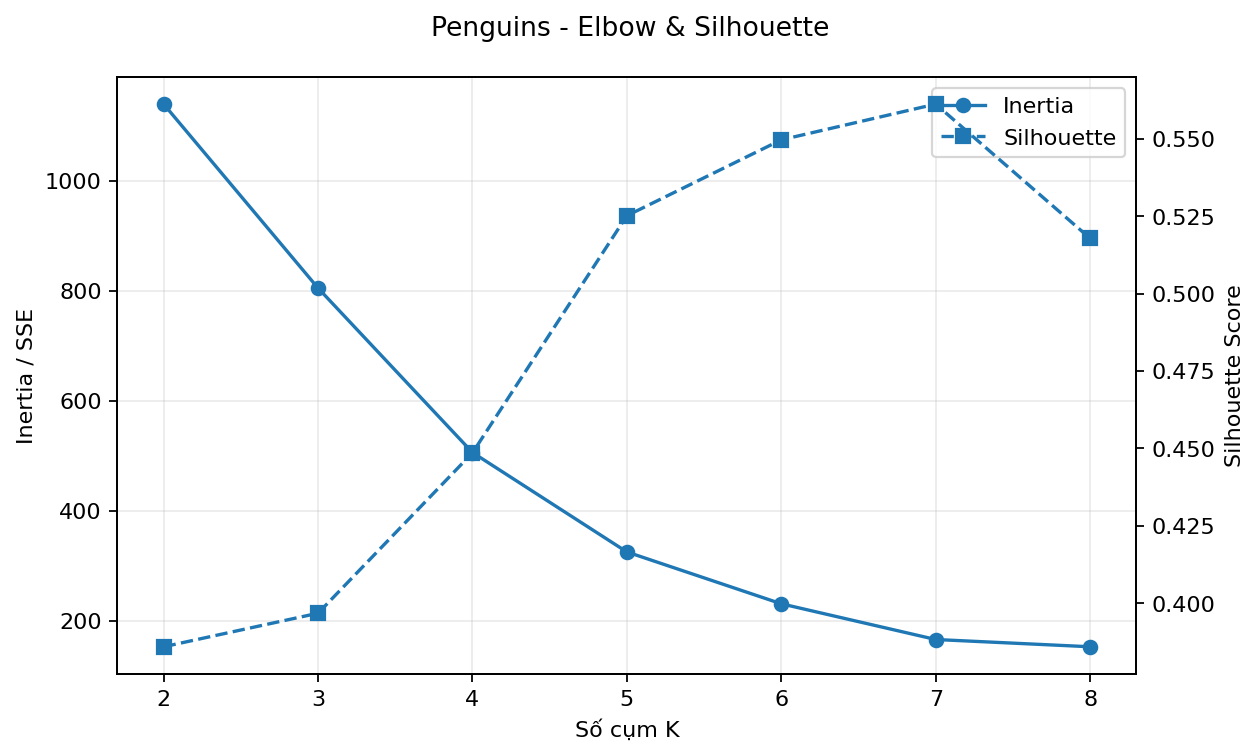 Penguins - Elbow & Silhouette
Inertia
Silhouette
Inertia / SSE
1000
800
600
400
200
0.550
0.525
0.500
0.475
0.450
0.425
0.400
Silhouette Score
2 3 4 5 6 7 8
Số cụm K